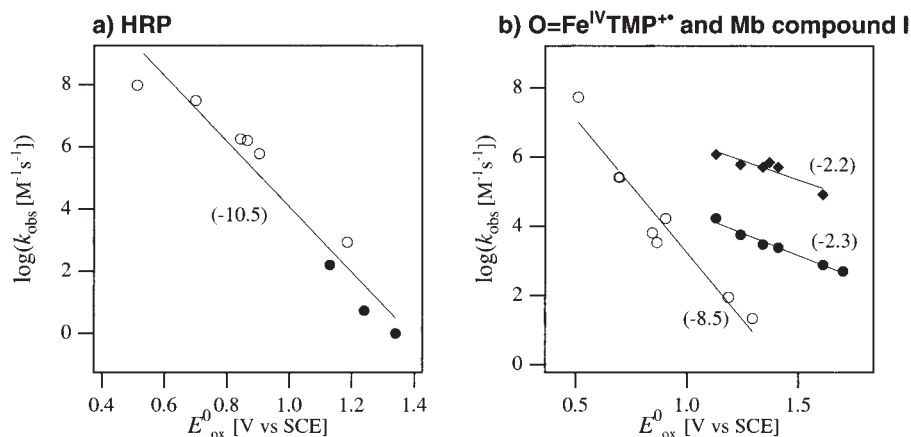 a) HRP
b) O=Fe^IV TMP^+• and Mb compound I
log(k_obs [M^-1 s^-1])
8
6
4
2
0
(-10.5)
0.4 0.6 0.8 1.0 1.2 1.4
E^0_ox [V vs SCE]
log(k_obs [M^-1 s^-1])
8
6
4
2
0
(-2.2)
(-2.3)
(-8.5)
0.5 1.0 1.5
E^0_ox [V vs SCE]